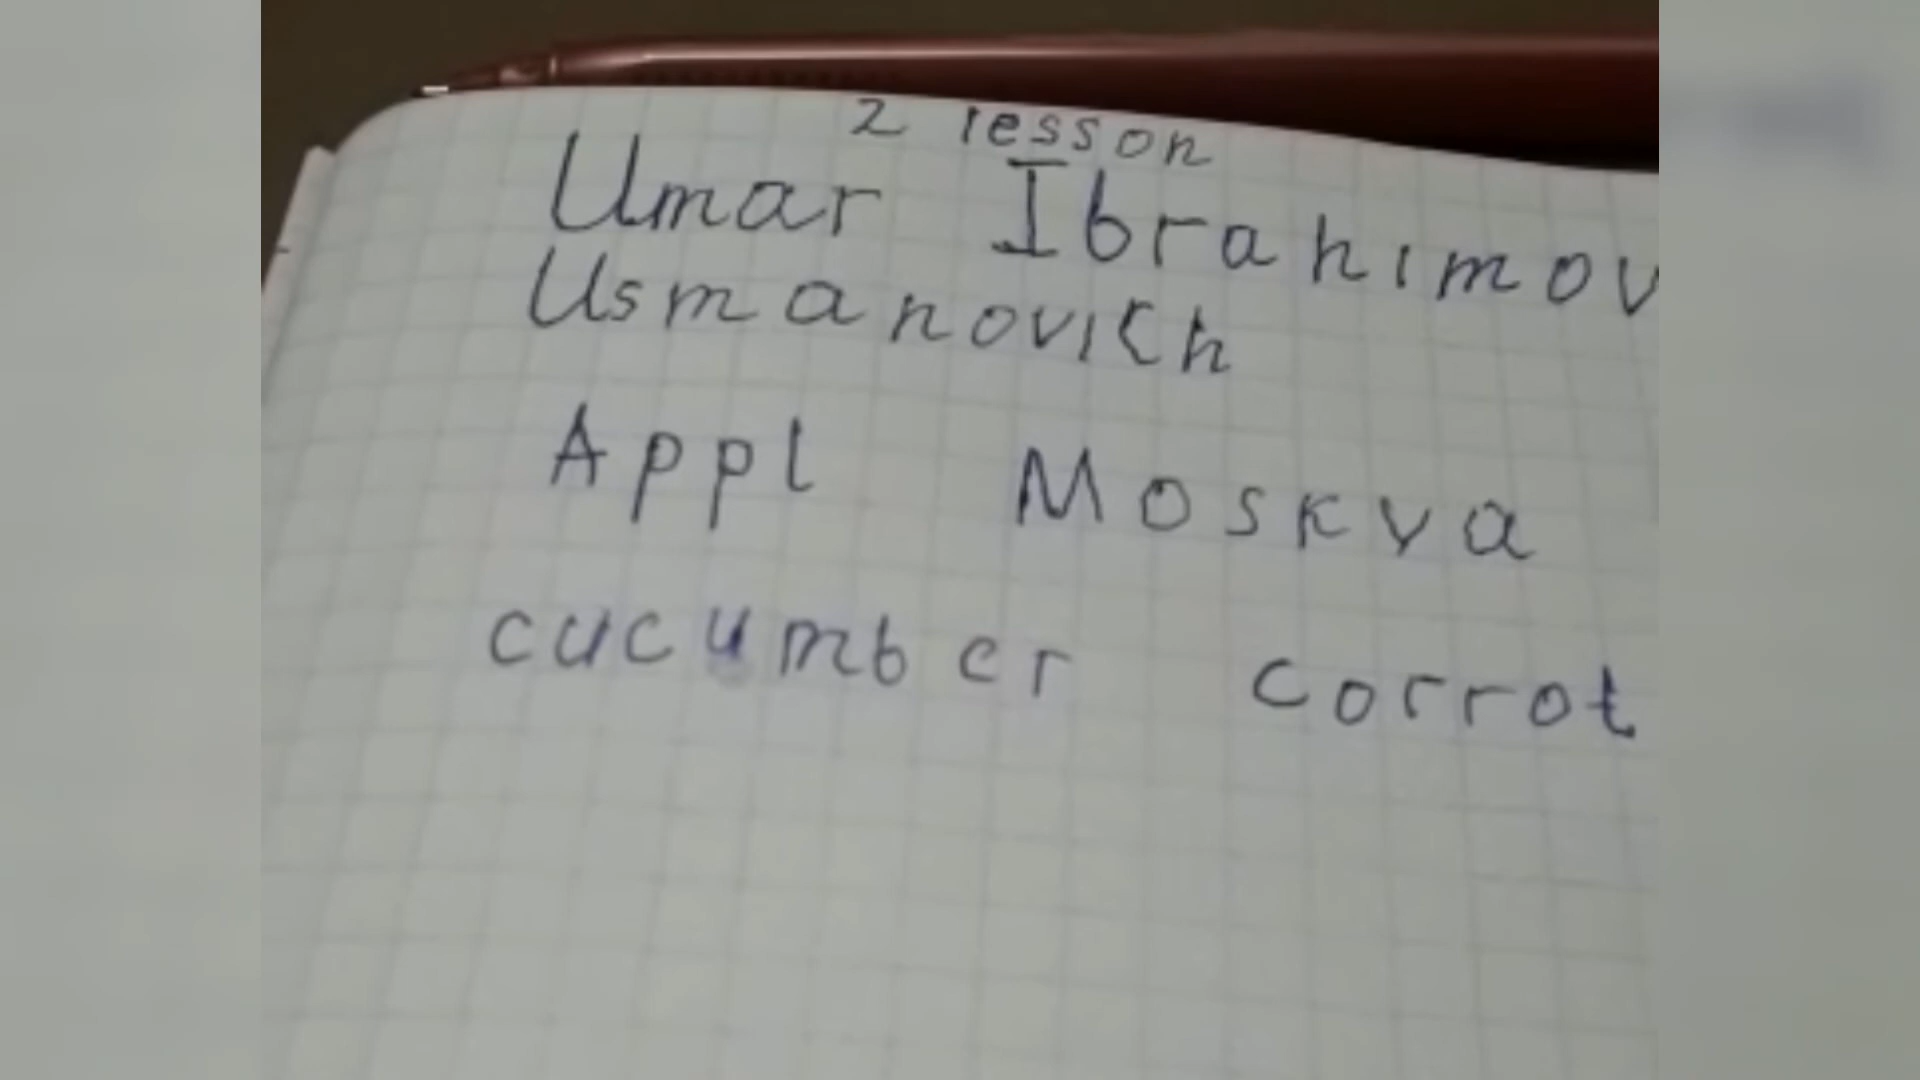 2 lesson
Umar Ibrahimov
Usmanovich
Appl Moskva
cucumber corrot